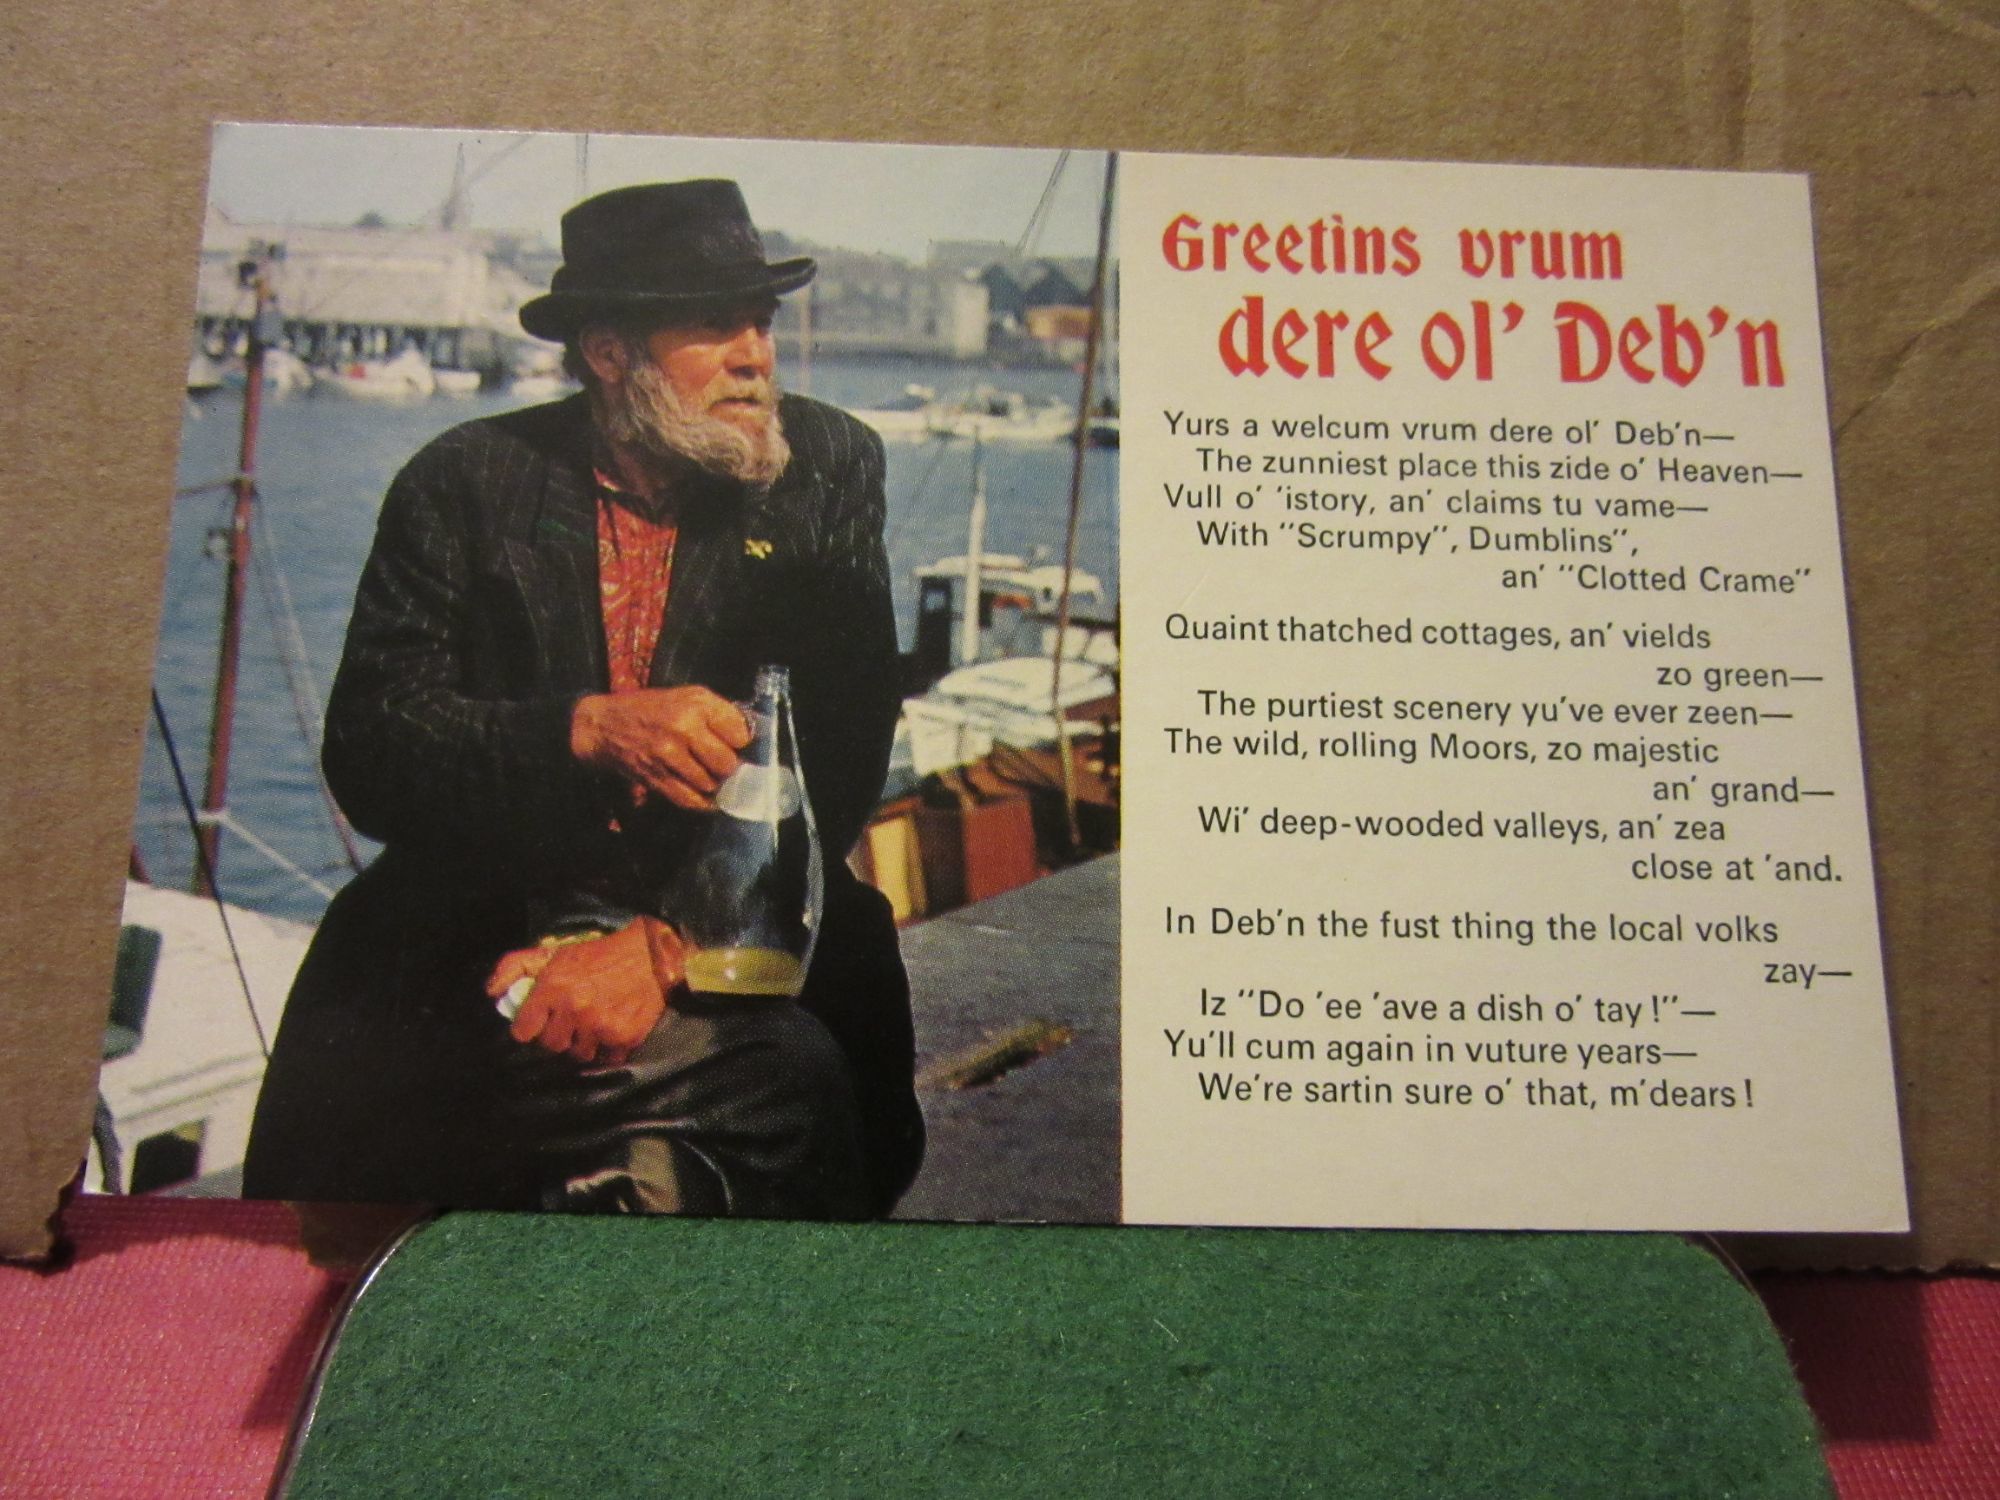 Greetins vrum
dere ol' Deb'n
Yurs a welcum vrum dere ol' Deb'n—
The zunniest place this zide o' Heaven—
Vull o' 'istory, an' claims tu vame—
With "Scrumpy", Dumblins",
an' "Clotted Crame"
Quaint thatched cottages, an' vields
zo green—
The purtiest scenery yu've ever zeen—
The wild, rolling Moors, zo majestic
an' grand—
Wi' deep-wooded valleys, an' zea
close at 'and.
In Deb'n the fust thing the local volks
zay—
Iz "Do 'ee 'ave a dish o' tay !"—
Yu'll cum again in vuture years—
We're sartin sure o' that, m'dears !